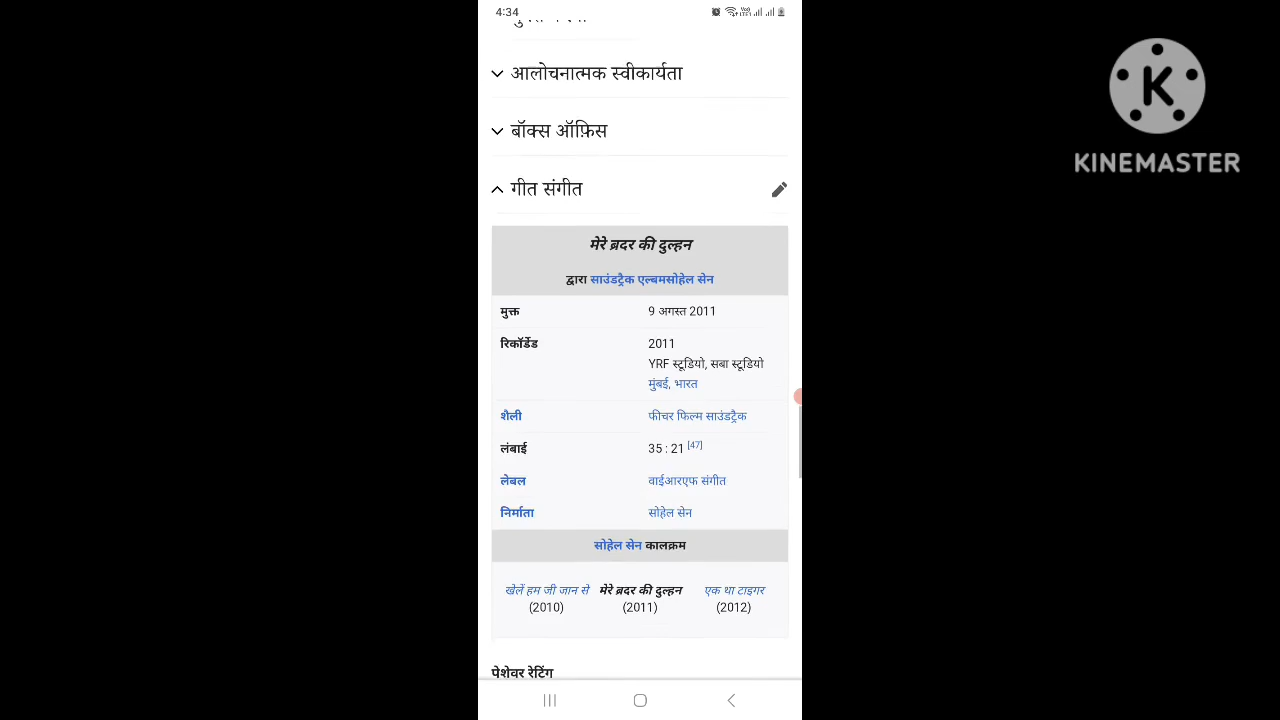 4:34
आलोचनात्मक स्वीकार्यता
बॉक्स ऑफ़िस
गीत संगीत
मेरे ब्रदर की दुल्हन
द्वारा साउंडट्रैक एल्बमसोहेल सेन
मुक्त 9 अगस्त 2011
रिकॉर्डेड 2011
YRF स्टूडियो, सबा स्टूडियो
मुंबई, भारत
शैली फीचर फिल्म साउंडट्रैक
लंबाई 35 : 21 [47]
लेबल वाईआरएफ संगीत
निर्माता सोहेल सेन
सोहेल सेन कालक्रम
खेलें हम जी जान से मेरे ब्रदर की दुल्हन एक था टाइगर
(2010) (2011) (2012)
पेशेवर रेटिंग
K
KINEMASTER